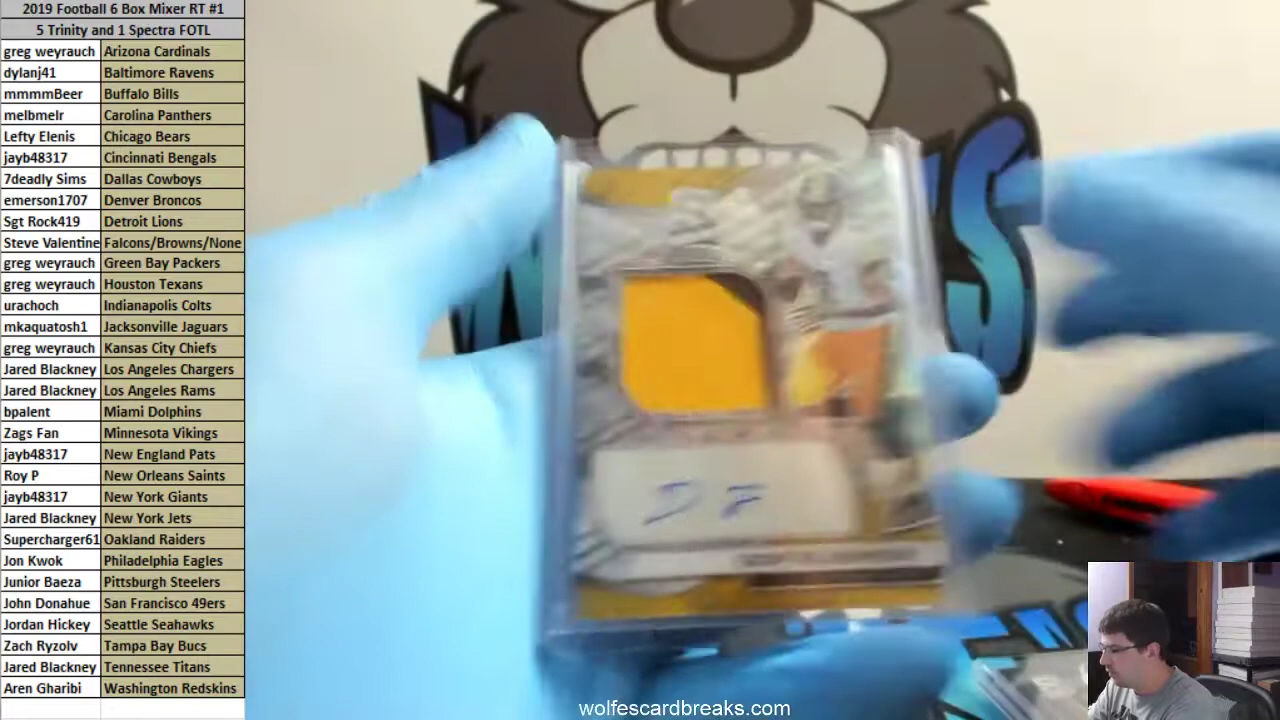 2019 Football 6 Box Mixer RT #1
5 Trinity and 1 Spectra FOTL
greg weyrauch Arizona Cardinals
dylanj41 Baltimore Ravens
mmmmBeer Buffalo Bills
melbmelr Carolina Panthers
Lefty Elenis Chicago Bears
jayb48317 Cincinnati Bengals
7deadly Sims Dallas Cowboys
emerson1707 Denver Broncos
Sgt Rock419 Detroit Lions
Steve Valentine Falcons/Browns/None
greg weyrauch Green Bay Packers
greg weyrauch Houston Texans
urachoch Indianapolis Colts
mkaquatosh1 Jacksonville Jaguars
greg weyrauch Kansas City Chiefs
Jared Blackney Los Angeles Chargers
Jared Blackney Los Angeles Rams
bpalent Miami Dolphins
Zags Fan Minnesota Vikings
jayb48317 New England Pats
Roy P New Orleans Saints
jayb48317 New York Giants
Jared Blackney New York Jets
Supercharger61 Oakland Raiders
Jon Kwok Philadelphia Eagles
Junior Baeza Pittsburgh Steelers
John Donahue San Francisco 49ers
Jordan Hickey Seattle Seahawks
Zach Ryzolv Tampa Bay Bucs
Jared Blackney Tennessee Titans
Aren Gharibi Washington Redskins
wolfescardbreaks.com